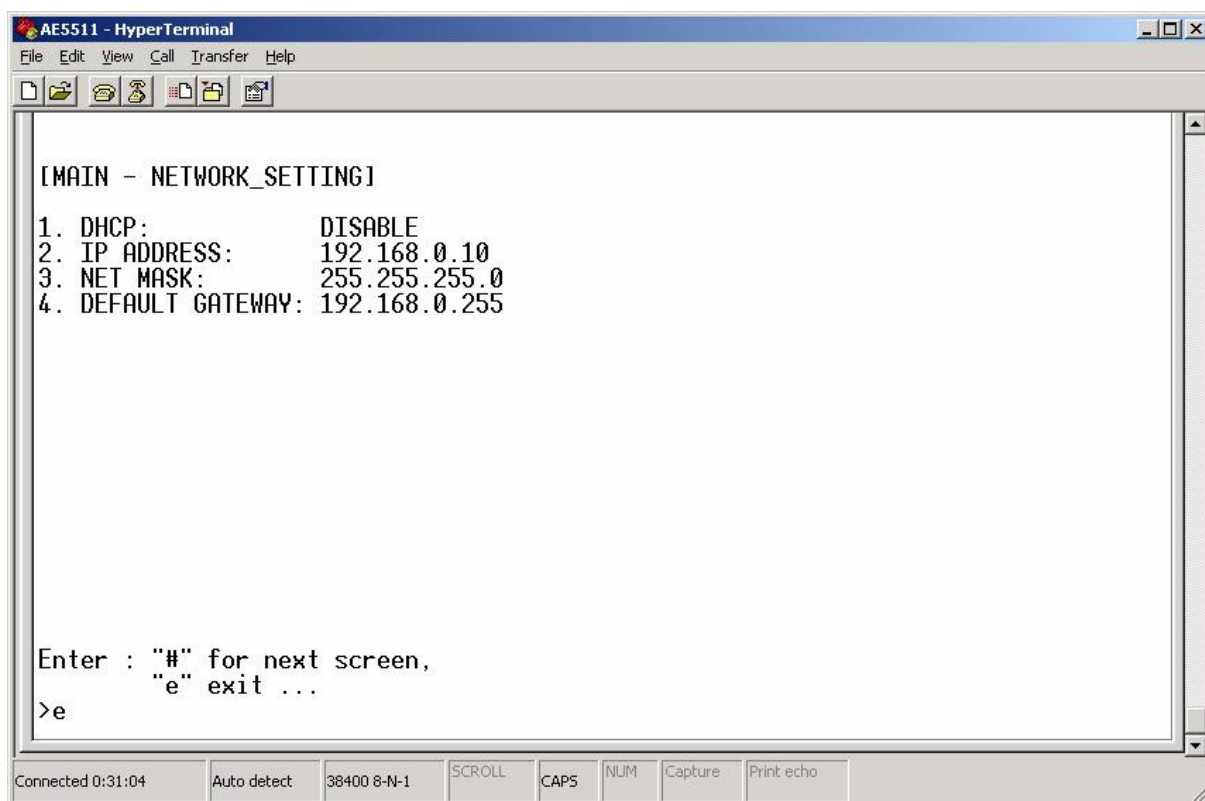 AE5511 - HyperTerminal
File Edit View Call Transfer Help
[MAIN - NETWORK_SETTING]
1. DHCP: DISABLE
2. IP ADDRESS: 192.168.0.10
3. NET MASK: 255.255.255.0
4. DEFAULT GATEWAY: 192.168.0.255
Enter : "#" for next screen,
"e" exit ...
>e
Connected 0:31:04 Auto detect 38400 8-N-1 SCROLL CAPS NUM Capture Print echo